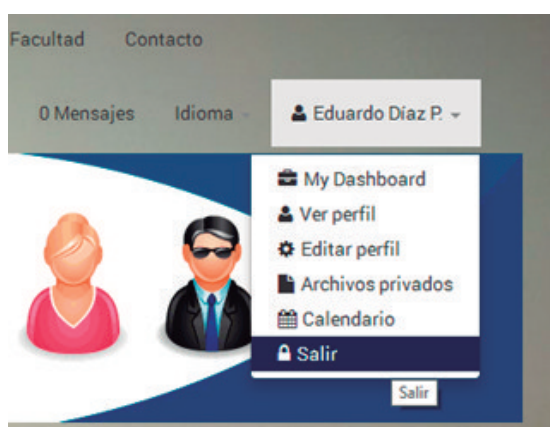 Facultad Contacto
0 Mensajes Idioma Eduardo Díaz P.
My Dashboard
Ver perfil
Editar perfil
Archivos privados
Calendario
Salir
Salir